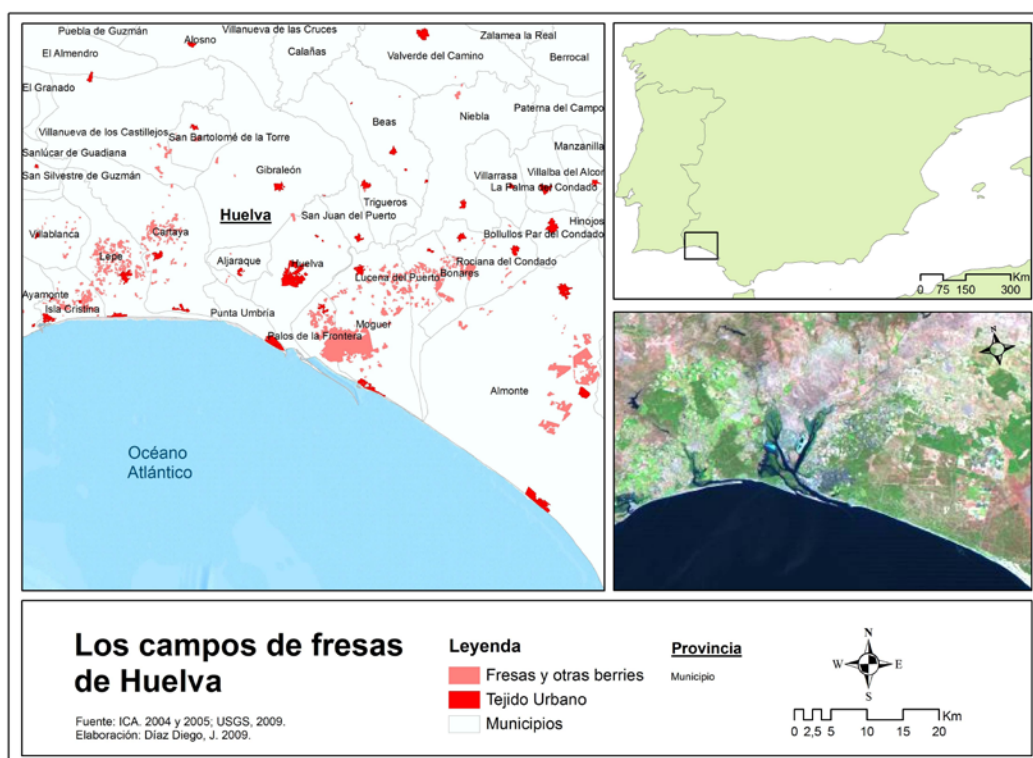 Puebla de Guzmán
Villanueva de las Cruces
Zalamea la Real
Alosno
El Almendro
Calañas
Valverde del Camino
Berrocal
El Granado
Paterna del Campo
Niebla
Beas
Villanueva de los Castillejos
San Bartolomé de la Torre
Manzanilla
Sanlúcar de Guadiana
Gibraleón
Villarrasa
Villalba del Alcor
San Silvestre de Guzmán
La Palma del Condado
Trigueros
Huelva
San Juan del Puerto
Hinojos
Villablanca
Cartaya
Bollullos Par del Condado
Lepe
Aljaraque
Huelva
Rociana del Condado
Lucena del Puerto
Bonares
Ayamonte
Isla Cristina
Punta Umbría
Moguer
Palos de la Frontera
Almonte
Océano
Atlántico
Km
0 75 150 300
N
Los campos de fresas
de Huelva
Fuente: ICA. 2004 y 2005; USGS, 2009.
Elaboración: Díaz Diego, J. 2009.
Leyenda
Fresas y otras berries
Tejido Urbano
Municipios
Provincia
Municipio
N
W E
S
Km
0 2,5 5 10 15 20